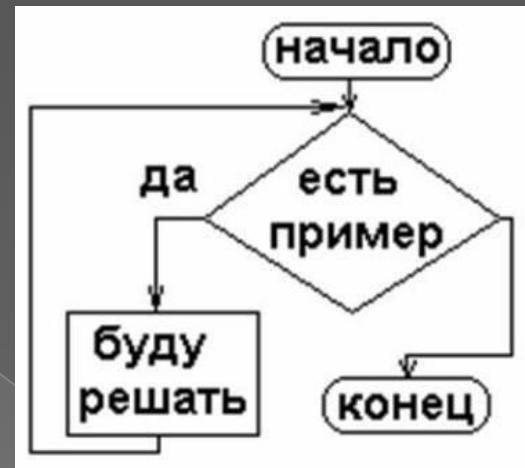 начало
да
есть
пример
буду
решать
конец